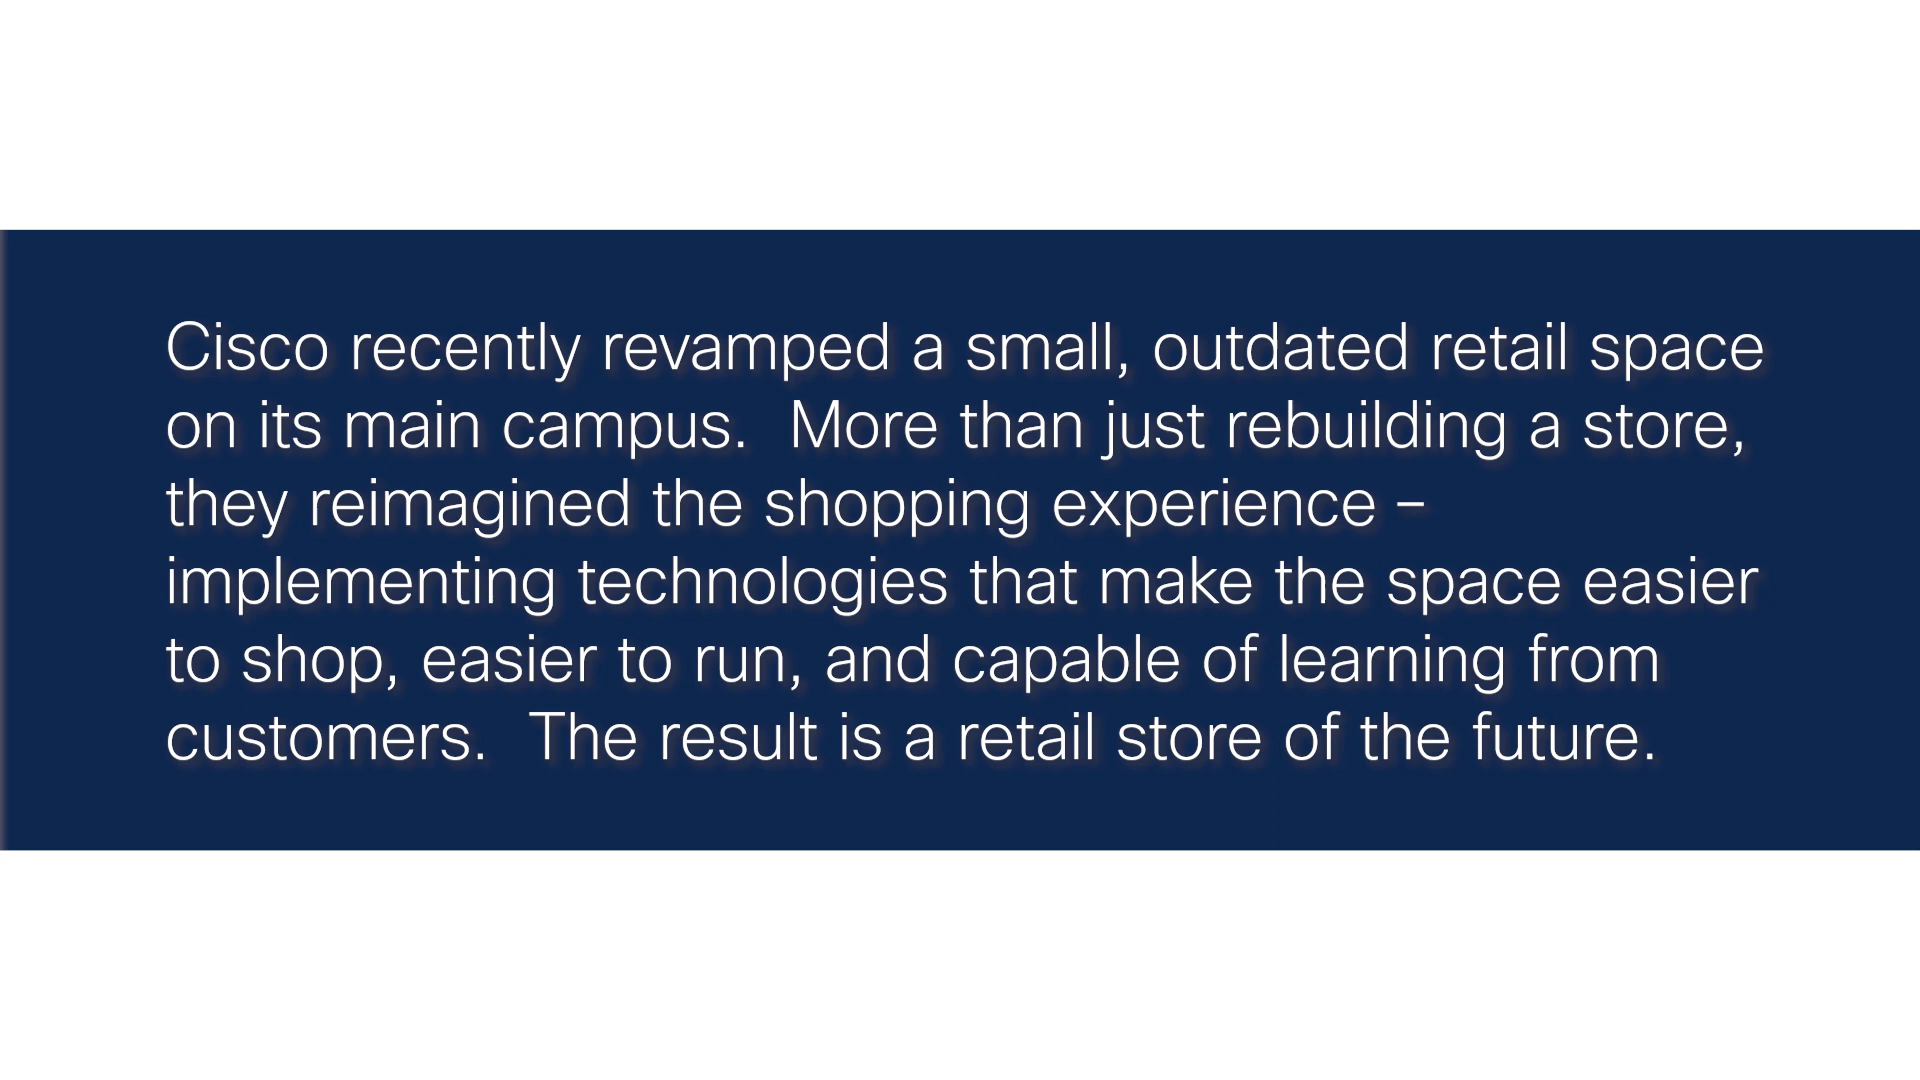 Cisco recently revamped a small, outdated retail space
on its main campus.  More than just rebuilding a store,
they reimagined the shopping experience –
implementing technologies that make the space easier
to shop, easier to run, and capable of learning from
customers.  The result is a retail store of the future.